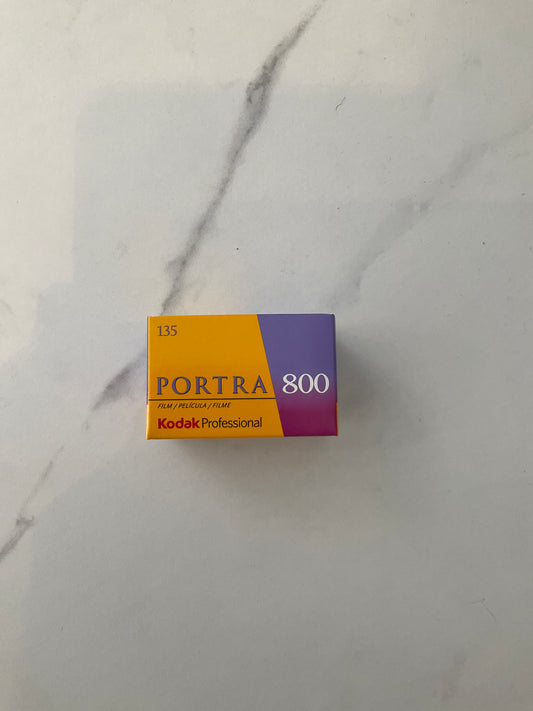 135
PORTRA 800
FILM / PELÍCULA / FILME
Kodak Professional